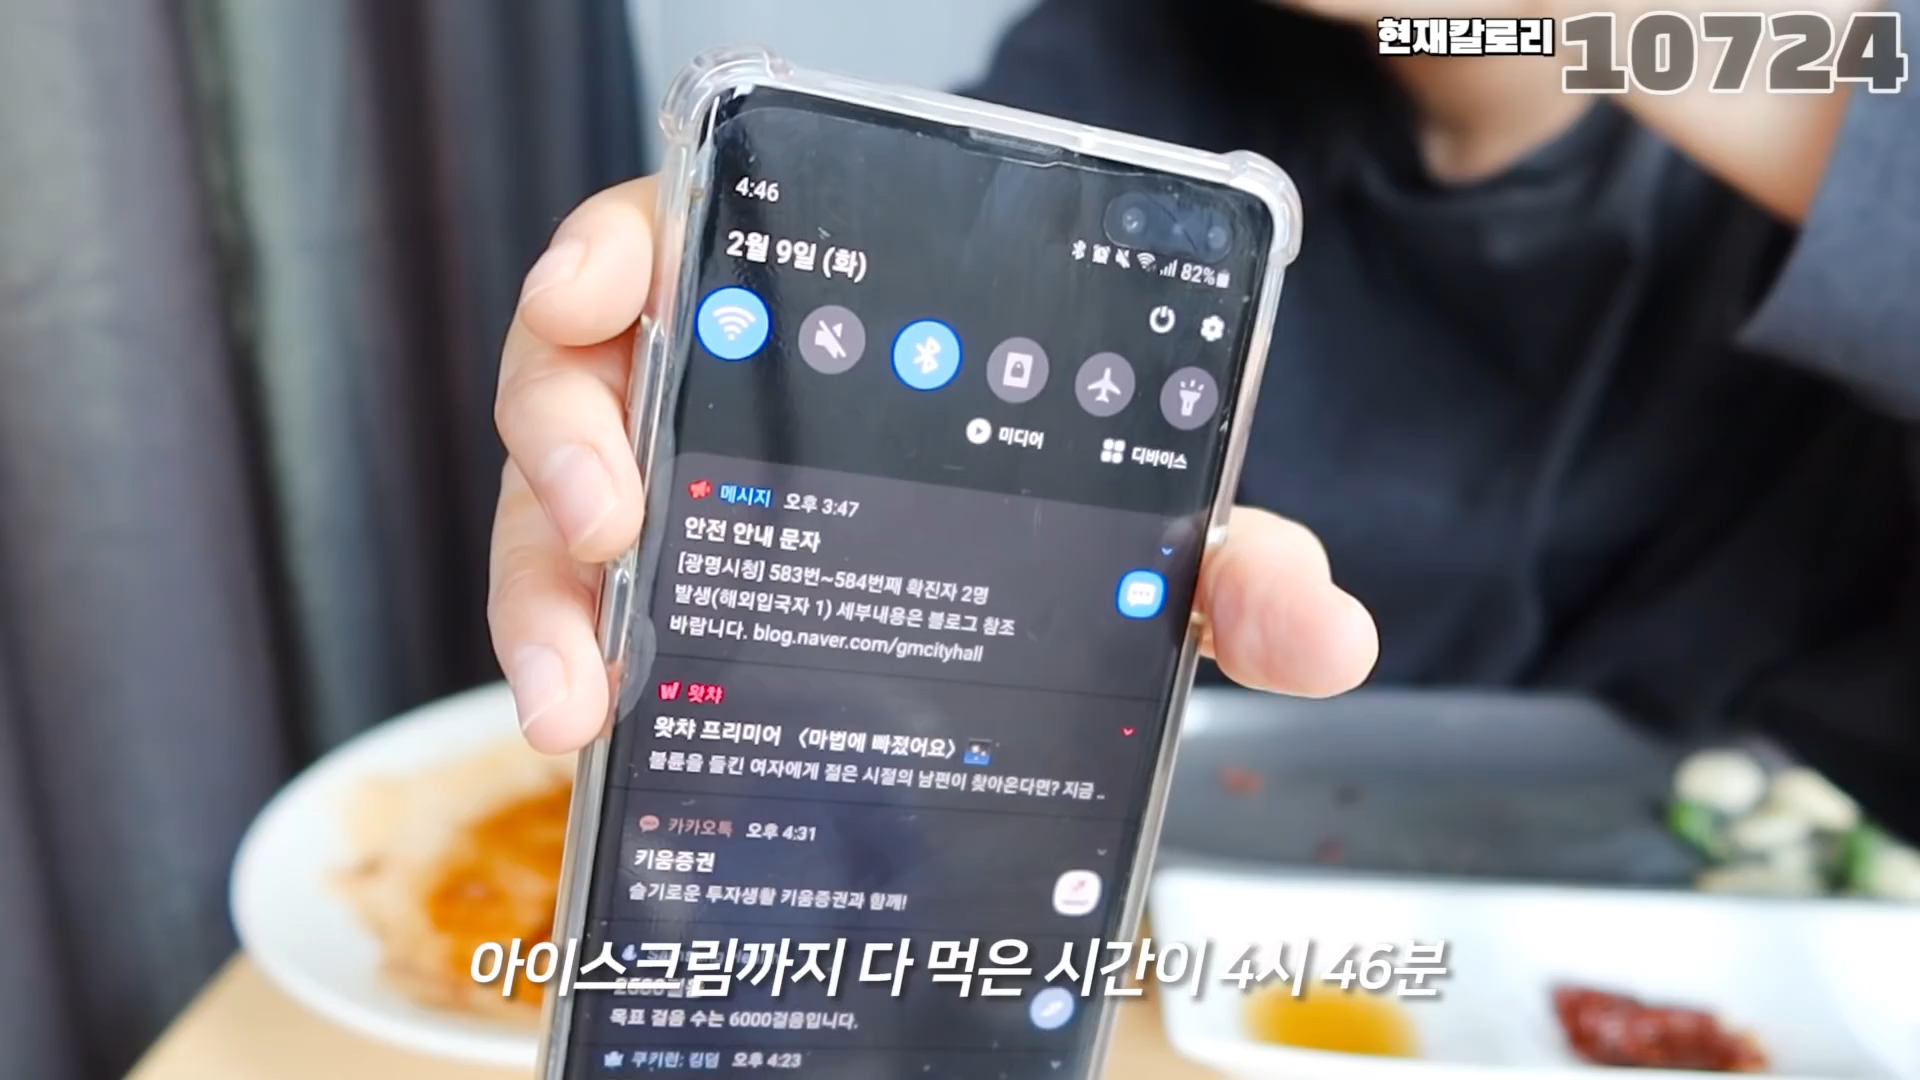 현재칼로리 10724
4:46
2월 9일 (화)
82%
미디어
디바이스
메시지 오후 3:47
안전 안내 문자
[광명시청] 583번~584번째 확진자 2명
발생(해외입국자 1) 세부내용은 블로그 참조
바랍니다. blog.naver.com/gmcityhall
왓챠
왓챠 프리미어 〈마법에 빠졌어요〉
불륜을 들킨 여자에게 젊은 시절의 남편이 찾아온다면? 지금 ..
카카오톡 오후 4:31
키움증권
슬기로운 투자생활 키움증권과 함께!
아이스크림까지 다 먹은 시간이 4시 46분
목표 걸음 수는 6000걸음입니다.
쿠키런: 킹덤 오후 4:23